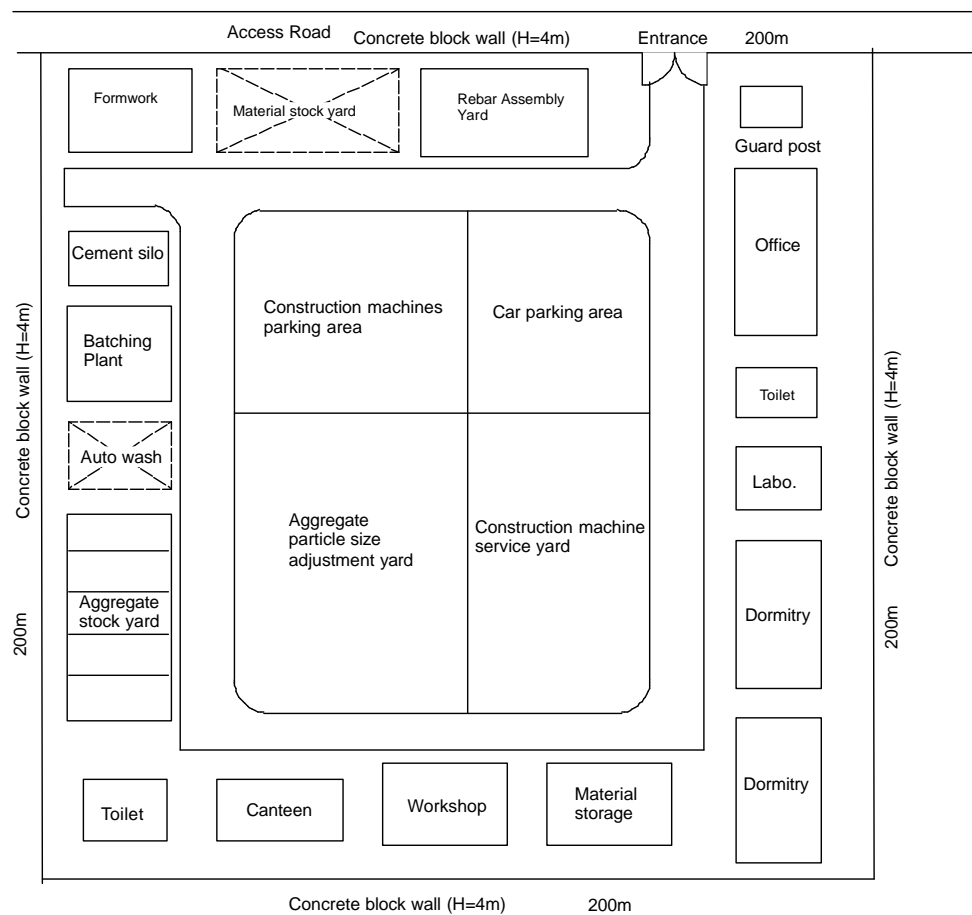 Access Road
Concrete block wall (H=4m)
Entrance
200m
Formwork
Material stock yard
Rebar Assembly
Yard
Guard post
Cement silo
Office
Construction machines
parking area
Car parking area
Batching
Plant
Concrete block wall (H=4m)
200m
Concrete block wall (H=4m)
200m
Toilet
Auto wash
Labo.
Aggregate
particle size
adjustment yard
Construction machine
service yard
Aggregate
stock yard
Dormitry
Dormitry
Toilet
Canteen
Workshop
Material
storage
Concrete block wall (H=4m)
200m